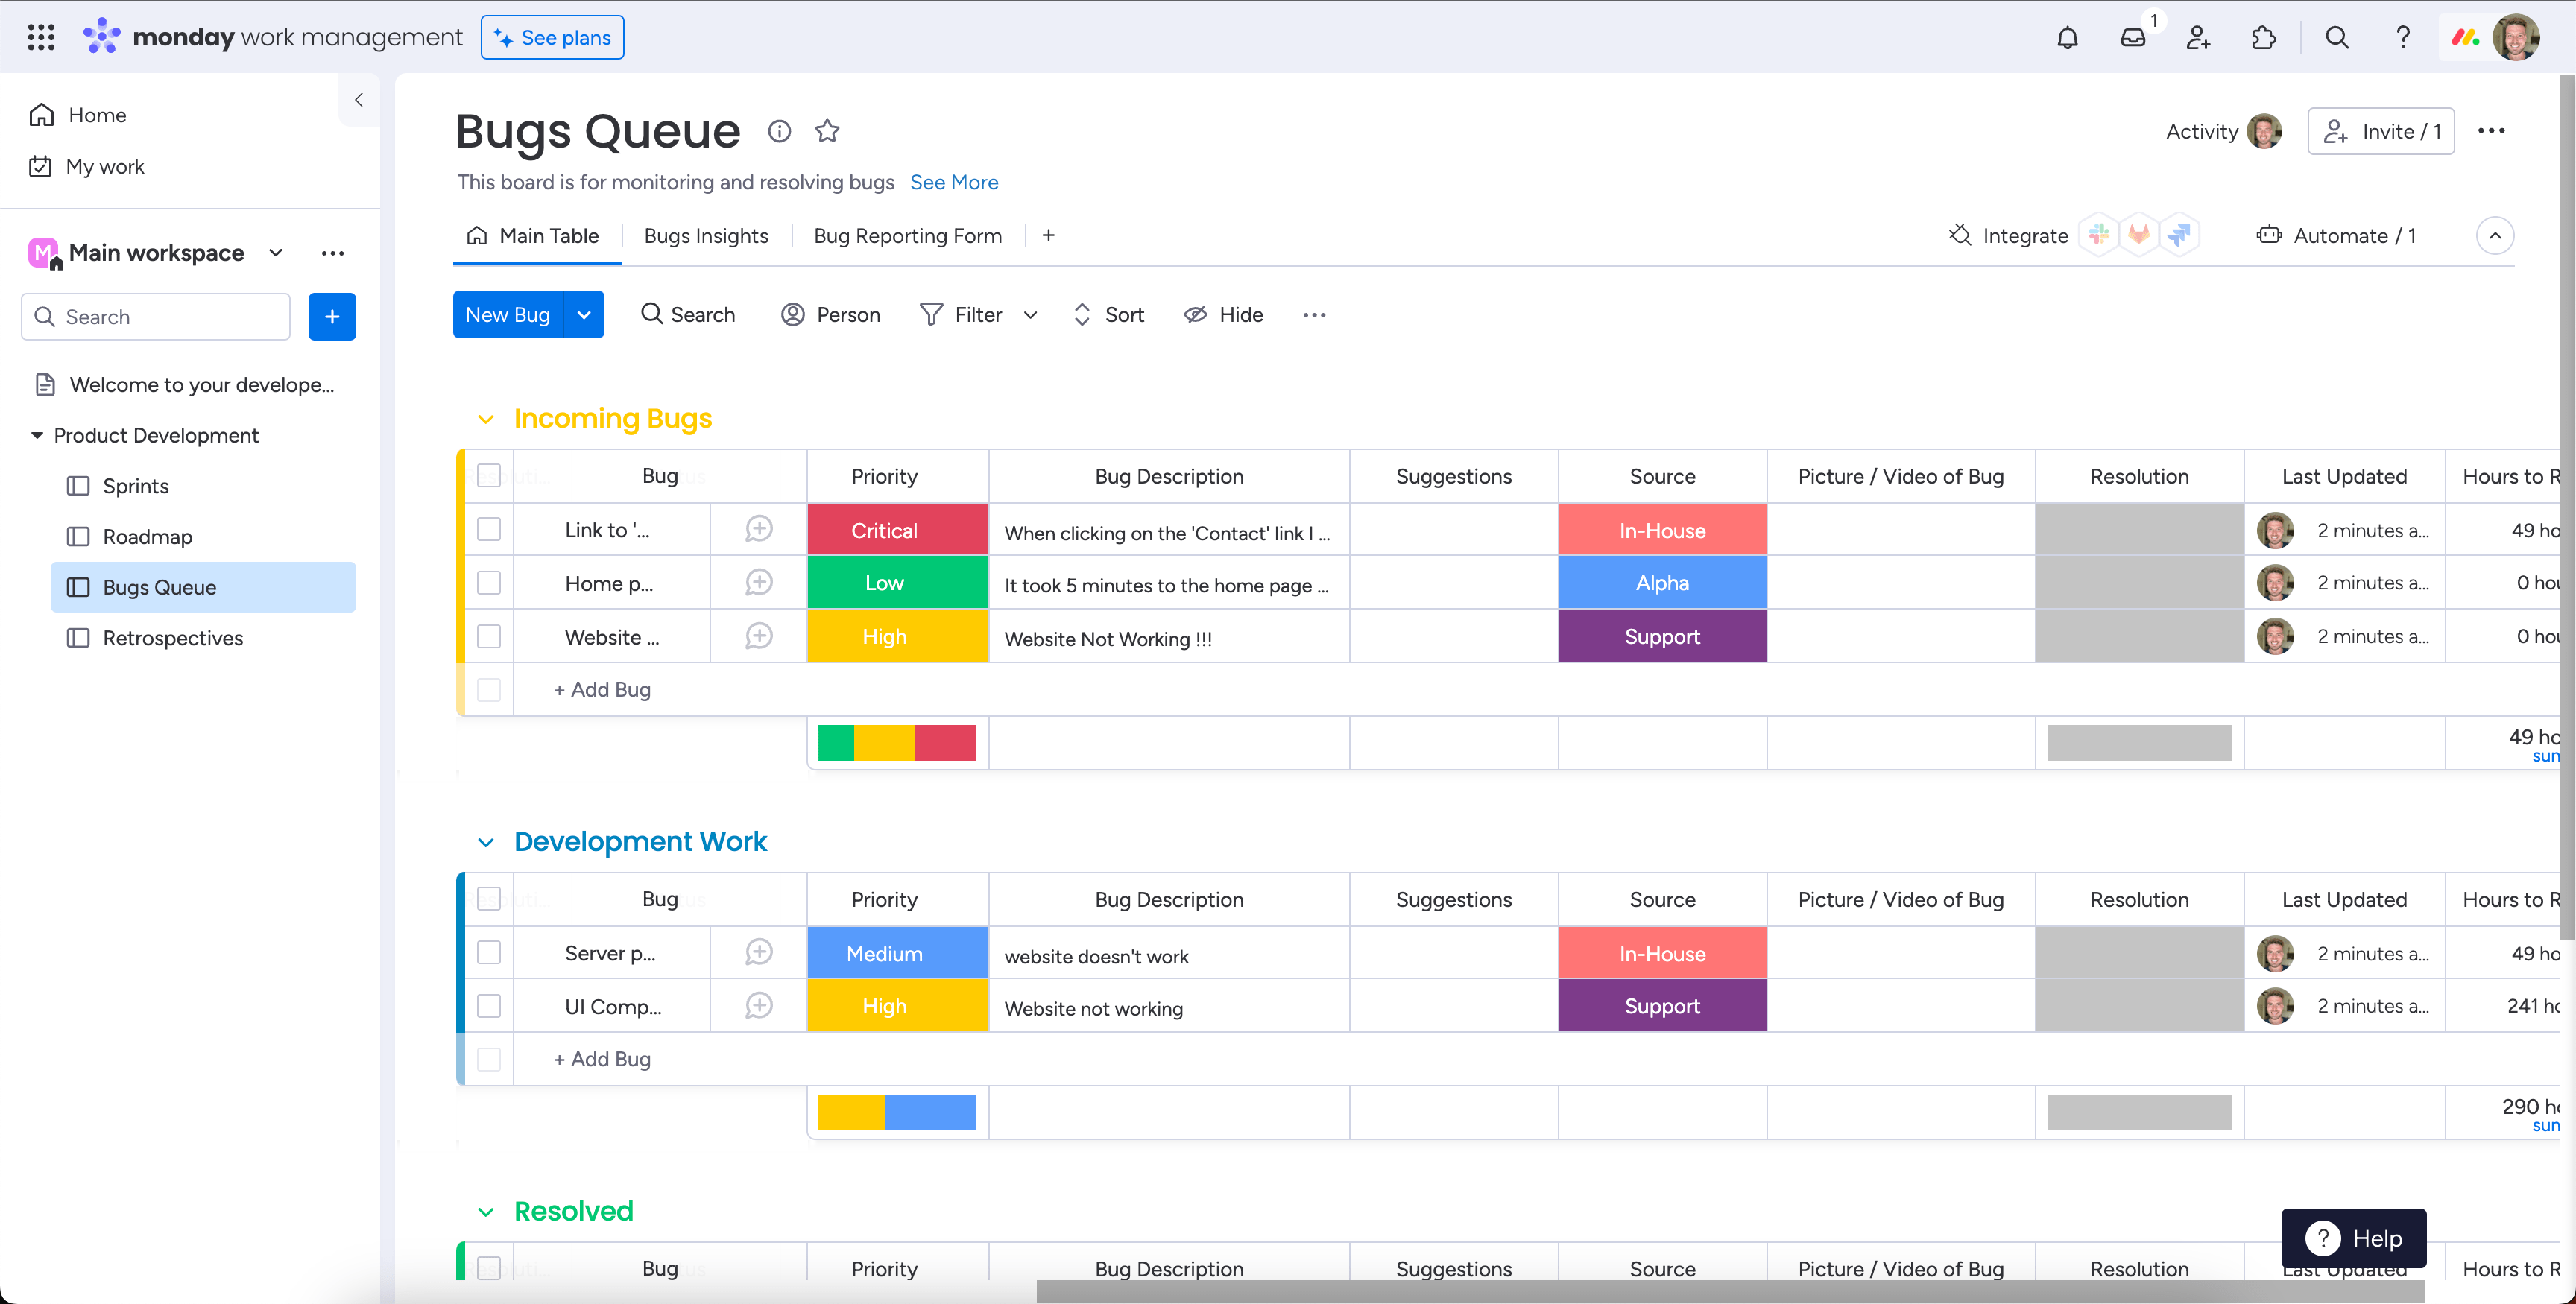 monday work management
See plans
1
Home
My work
M Main workspace
Search
Welcome to your develope...
Product Development
Sprints
Roadmap
Bugs Queue
Retrospectives
Bugs Queue
Activity
Invite / 1
This board is for monitoring and resolving bugs See More
Main Table
Bugs Insights
Bug Reporting Form
+
Integrate
Automate / 1
New Bug
Search
Person
Filter
Sort
Hide
Incoming Bugs
Bug Priority Bug Description Suggestions Source Picture / Video of Bug Resolution Last Updated Hours to R
Link to '... Critical When clicking on the 'Contact' link I ... In-House 2 minutes a... 49 ho
Home p... Low It took 5 minutes to the home page ... Alpha 2 minutes a... 0 hou
Website ... High Website Not Working !!! Support 2 minutes a... 0 hou
+ Add Bug
49 ho
sun
Development Work
Bug Priority Bug Description Suggestions Source Picture / Video of Bug Resolution Last Updated Hours to R
Server p... Medium website doesn't work In-House 2 minutes a... 49 ho
UI Comp... High Website not working Support 2 minutes a... 241 ho
+ Add Bug
290 ho
sun
Resolved
Bug Priority Bug Description Suggestions Source Picture / Video of Bug Resolution Last Updated Hours to R
? Help